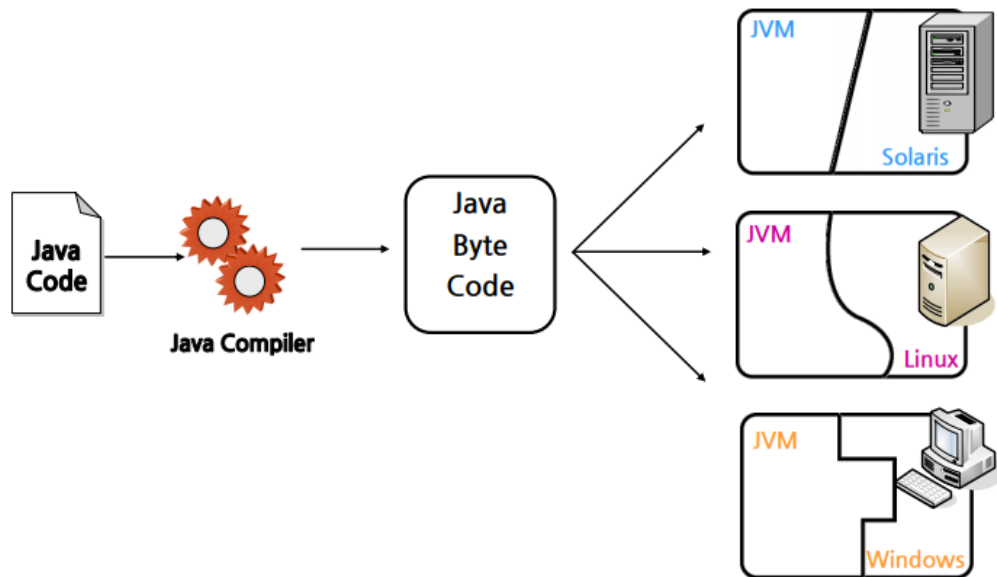 Java
Code
Java Compiler
Java
Byte
Code
JVM
Solaris
JVM
Linux
JVM
Windows